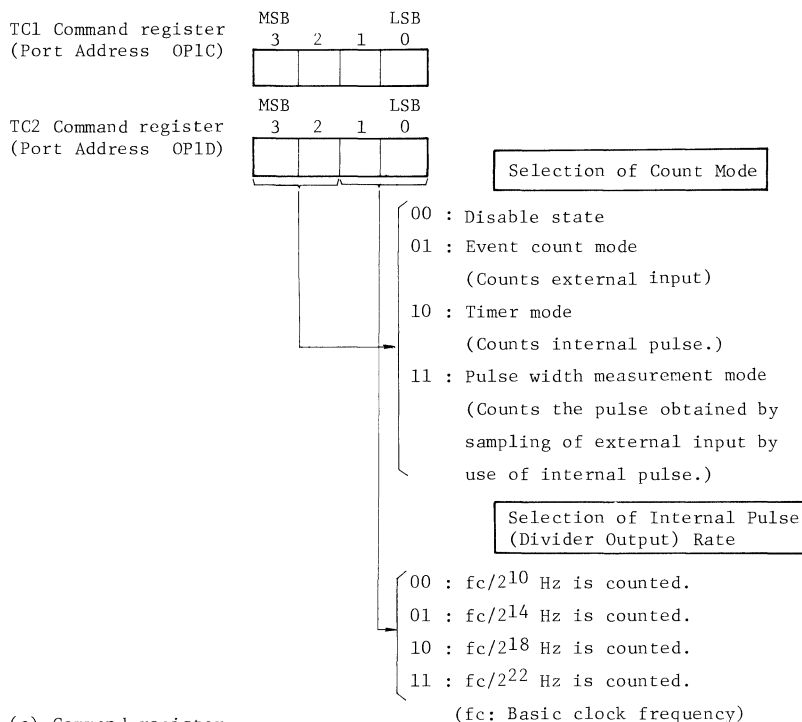 MSB LSB
TC1 Command register 3 2 1 0
(Port Address OP1C)
MSB LSB
TC2 Command register 3 2 1 0
(Port Address OP1D)
Selection of Count Mode
00 : Disable state
01 : Event count mode
(Counts external input)
10 : Timer mode
(Counts internal pulse.)
11 : Pulse width measurement mode
(Counts the pulse obtained by
sampling of external input by
use of internal pulse.)
Selection of Internal Pulse
(Divider Output) Rate
00 : fc/2^10 Hz is counted.
01 : fc/2^14 Hz is counted.
10 : fc/2^18 Hz is counted.
11 : fc/2^22 Hz is counted.
(fc: Basic clock frequency)
(c) Command register